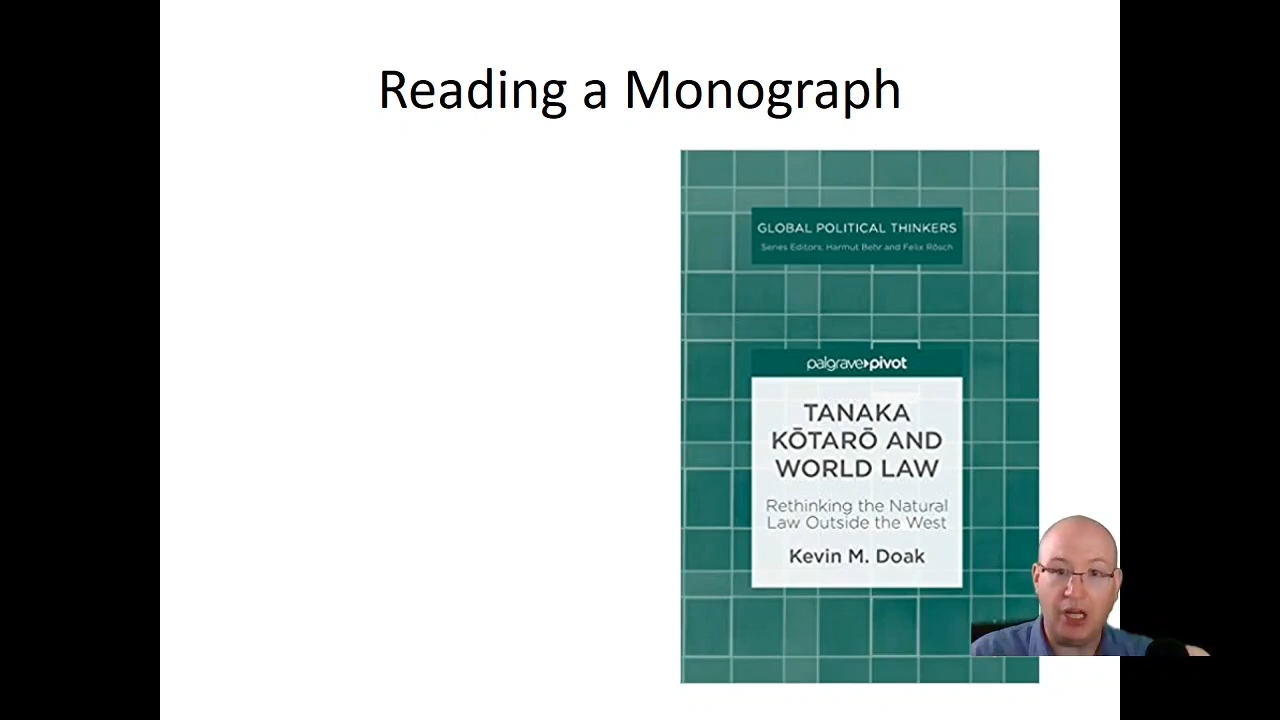 Reading a Monograph
GLOBAL POLITICAL THINKERS
Series Editors: Harmut Behr and Felix Rösch
palgrave pivot
TANAKA
KŌTARŌ AND
WORLD LAW
Rethinking the Natural
Law Outside the West
Kevin M. Doak